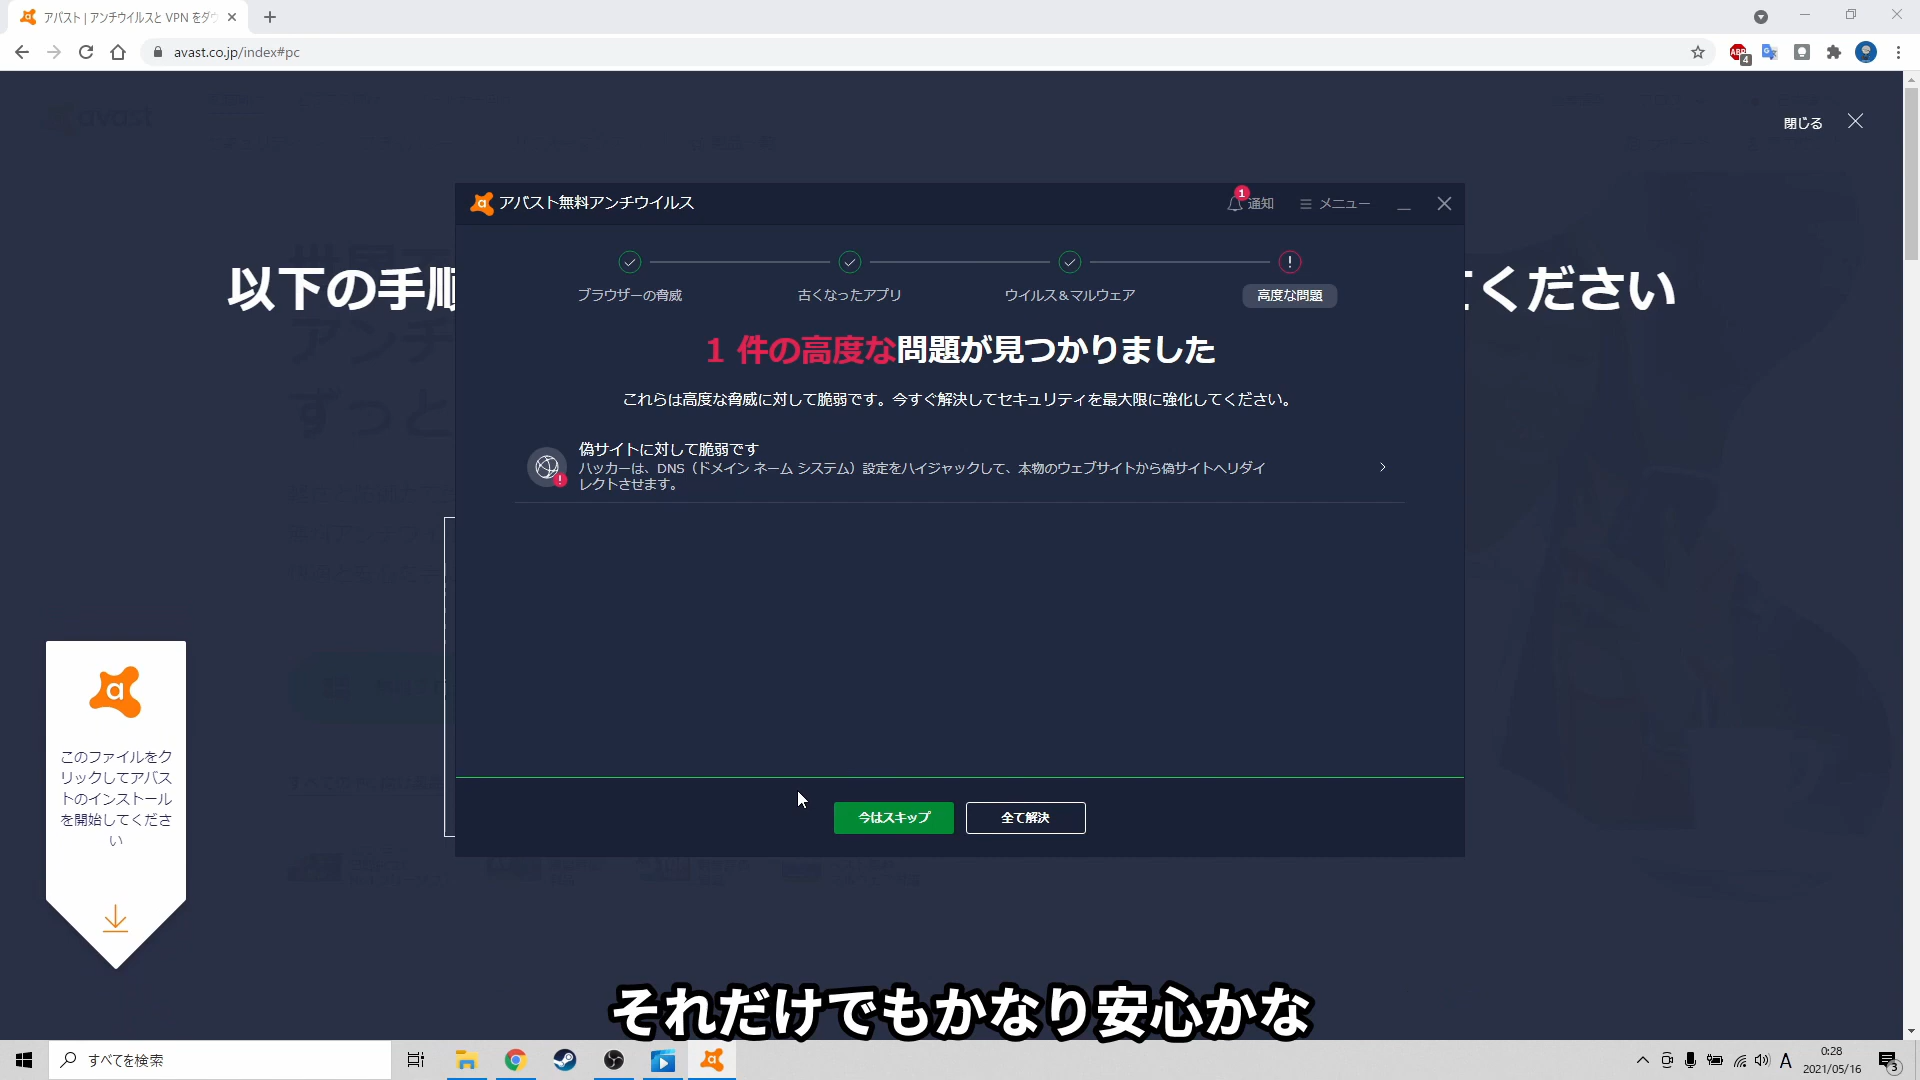 アバスト | アンチウイルスと VPN をダウ
avast.co.jp/index#pc
ABP
4
avast
閉じる
アバスト無料アンチウイルス
1
通知
メニュー
ブラウザーの脅威
古くなったアプリ
ウイルス＆マルウェア
高度な問題
以下の手順
てください
1 件の高度な問題が見つかりました
これらは高度な脅威に対して脆弱です。今すぐ解決してセキュリティを最大限に強化してください。
偽サイトに対して脆弱です
ハッカーは、DNS（ドメイン ネーム システム）設定をハイジャックして、本物のウェブサイトから偽サイトへリダイ
レクトさせます。
アンチ
ずっと
このファイルをク
リックしてアバス
トのインストール
を開始してくださ
い
今はスキップ
全て解決
それだけでもかなり安心かな
すべてを検索
A
0:28
2021/05/16
3